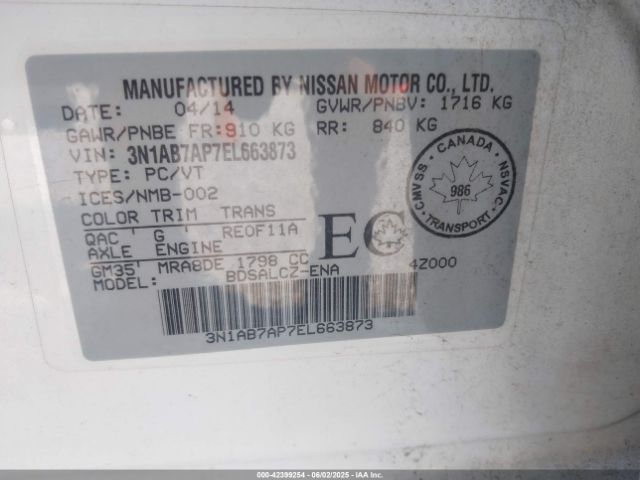 MANUFACTURED BY NISSAN MOTOR CO., LTD.
DATE: 04/14 GVWR/PNBV: 1716 KG
GAWR/PNBE FR: 910 KG RR: 840 KG
VIN: 3N1AB7AP7EL663873
TYPE: PC/VT
ICES/NMB-002
COLOR TRIM TRANS
QAC G RE0F11A
AXLE ENGINE
GM35 MRA8DE 1798 CC
MODEL: BDSALCZ-ENA 4Z000
EC
CANADA
CMVSS NSVAC
986
TRANSPORT
3N1AB7AP7EL663873
000-42399254 06/02/2025 - IAA Inc.